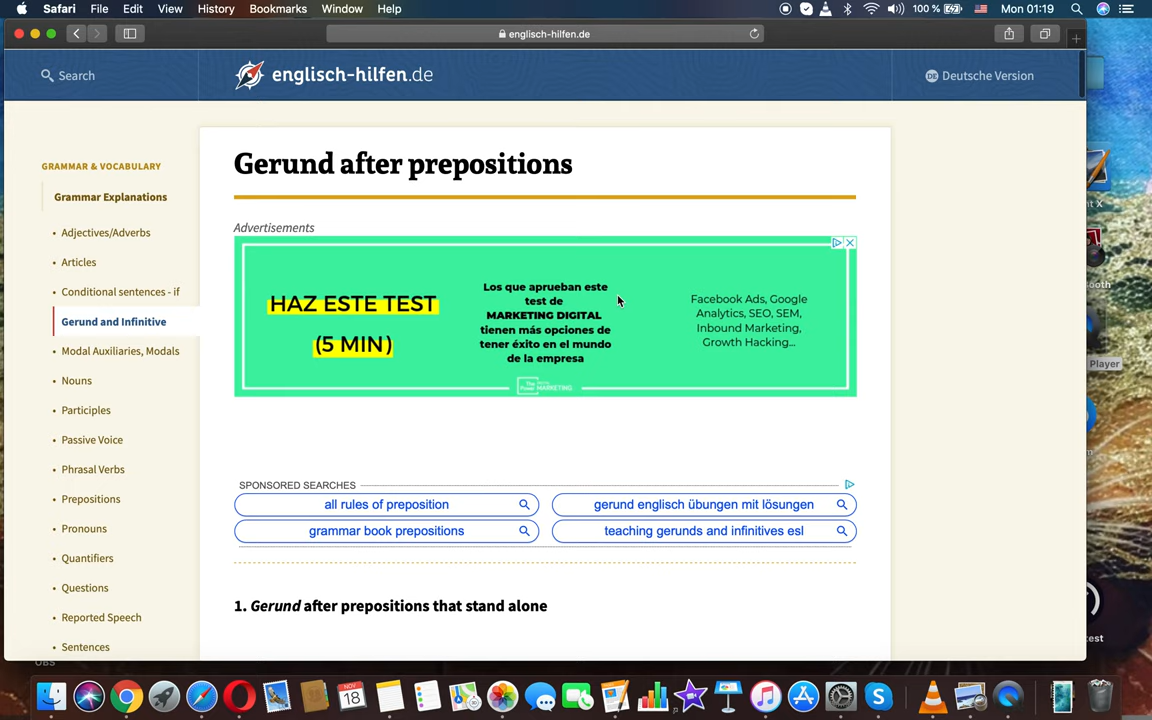 Safari File Edit View History Bookmarks Window Help
100 % Mon 01:19
englisch-hilfen.de
Search
englisch-hilfen.de
DE Deutsche Version
GRAMMAR & VOCABULARY
Grammar Explanations
• Adjectives/Adverbs
• Articles
• Conditional sentences - if
Gerund and Infinitive
• Modal Auxiliaries, Modals
• Nouns
• Participles
• Passive Voice
• Phrasal Verbs
• Prepositions
• Pronouns
• Quantifiers
• Questions
• Reported Speech
• Sentences
Gerund after prepositions
Advertisements
HAZ ESTE TEST
(5 MIN)
Los que aprueban este
test de
MARKETING DIGITAL
tienen más opciones de
tener éxito en el mundo
de la empresa
MARKETING
Facebook Ads, Google
Analytics, SEO, SEM,
Inbound Marketing,
Growth Hacking...
SPONSORED SEARCHES
all rules of preposition
gerund englisch übungen mit lösungen
grammar book prepositions
teaching gerunds and infinitives esl
1. Gerund after prepositions that stand alone
Player
OBS
NOV
18